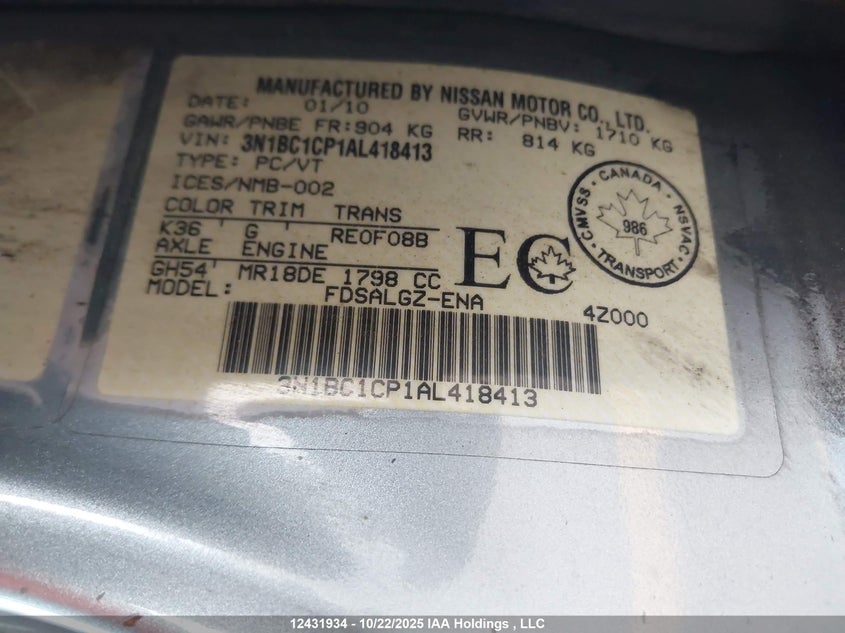 MANUFACTURED BY NISSAN MOTOR CO., LTD.
DATE: 01/10 GVWR/PNBV: 1710 KG
GAWR/PNBE FR: 904 KG RR: 814 KG
VIN: 3N1BC1CP1AL418413
TYPE: PC/VT
ICES/NMB-002
COLOR TRIM TRANS
K36 G RE0F08B
AXLE ENGINE
GH54 MR18DE 1798 CC
MODEL: FDSALGZ-ENA
EC
CANADA
CMVSS · NSVAC
986
TRANSPORT
4Z000
3N1BC1CP1AL418413
12431934 - 10/22/2025 IAA Holdings , LLC